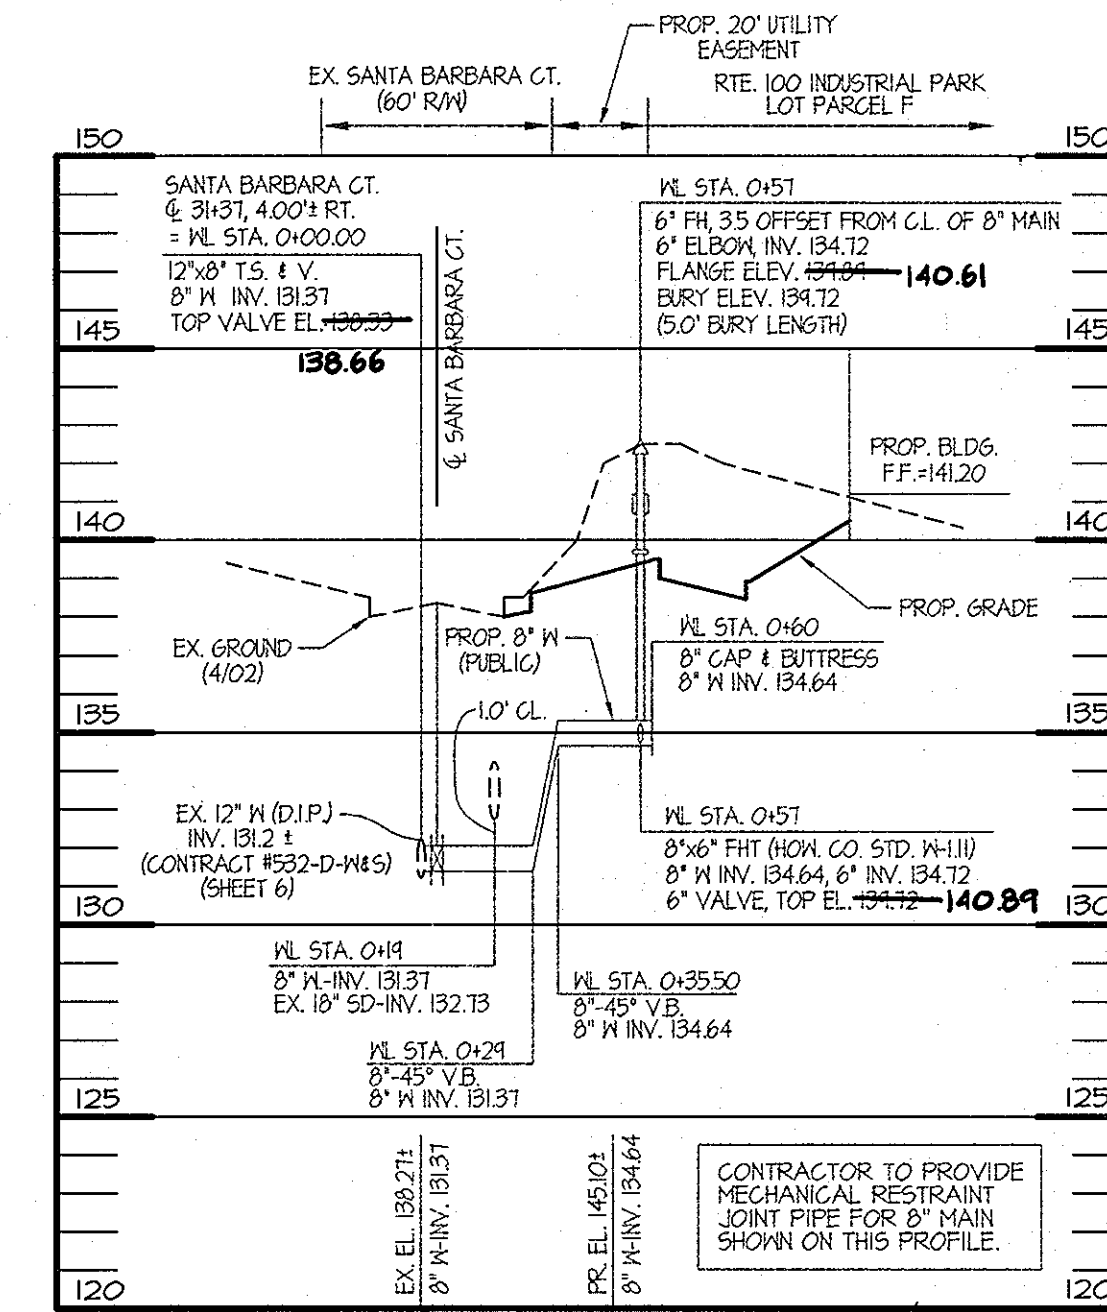 PROP. 20' UTILITY
EASEMENT
EX. SANTA BARBARA CT.
(60' R/W)
RTE. 100 INDUSTRIAL PARK
LOT PARCEL F
150
150
SANTA BARBARA CT.
℄ 31+37, 4.00'± RT.
= WL STA. 0+00.00
12"x8" T.S. & V.
8" W INV. 131.37
TOP VALVE EL. 138.33
138.66
℄ SANTA BARBARA CT.
WL STA. 0+57
6" FH, 3.5 OFFSET FROM C.L. OF 8" MAIN
6" ELBOW, INV. 134.72
FLANGE ELEV. 139.89 140.61
BURY ELEV. 139.72
(5.0' BURY LENGTH)
145
145
PROP. BLDG.
F.F.=141.20
140
140
EX. GROUND
(4/02)
PROP. 8" W
(PUBLIC)
PROP. GRADE
WL STA. 0+60
8" CAP & BUTTRESS
8" W INV. 134.64
135
135
1.0' CL.
EX. 12" W (D.I.P.)
INV. 131.2 ±
(CONTRACT #532-D-W&S)
(SHEET 6)
WL STA. 0+57
8"x6" FHT (HOW. CO. STD. W-1.11)
8" W INV. 134.64, 6" INV. 134.72
6" VALVE, TOP EL. 139.72 140.89
130
130
WL STA. 0+19
8" W.-INV. 131.37
EX. 18" SD-INV. 132.73
WL STA. 0+35.50
8"-45° V.B.
8" W INV. 134.64
WL STA. 0+29
8"-45° V.B.
8" W INV. 131.37
125
125
EX. EL. 138.27±
8" W-INV. 131.37
PR. EL. 145.10±
8" W-INV. 134.64
CONTRACTOR TO PROVIDE
MECHANICAL RESTRAINT
JOINT PIPE FOR 8" MAIN
SHOWN ON THIS PROFILE.
120
120